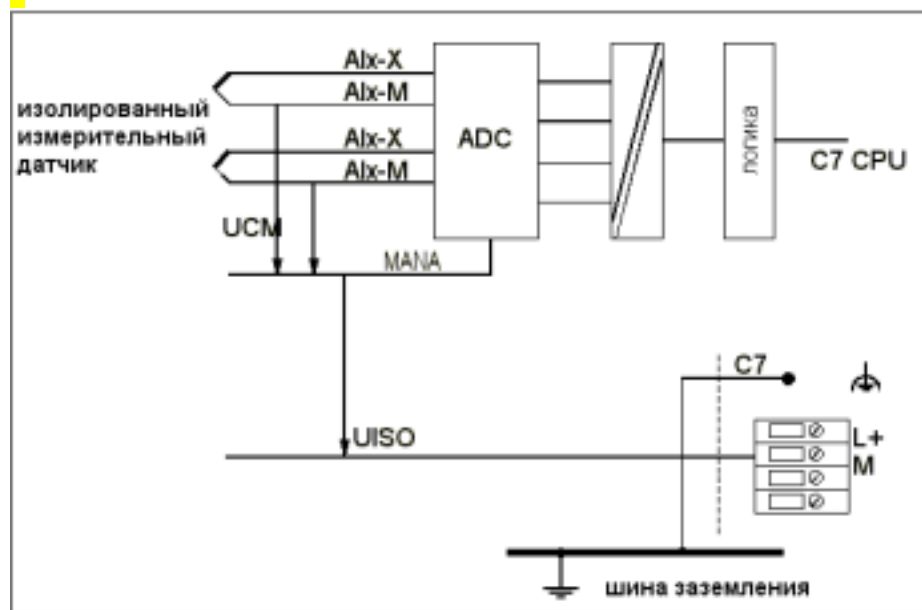 AIx-X
AIx-M
изолированный
измерительный
датчик
AIx-X
AIx-M
ADC
логика
C7 CPU
UCM
MANA
C7
UISO
L+
M
шина заземления